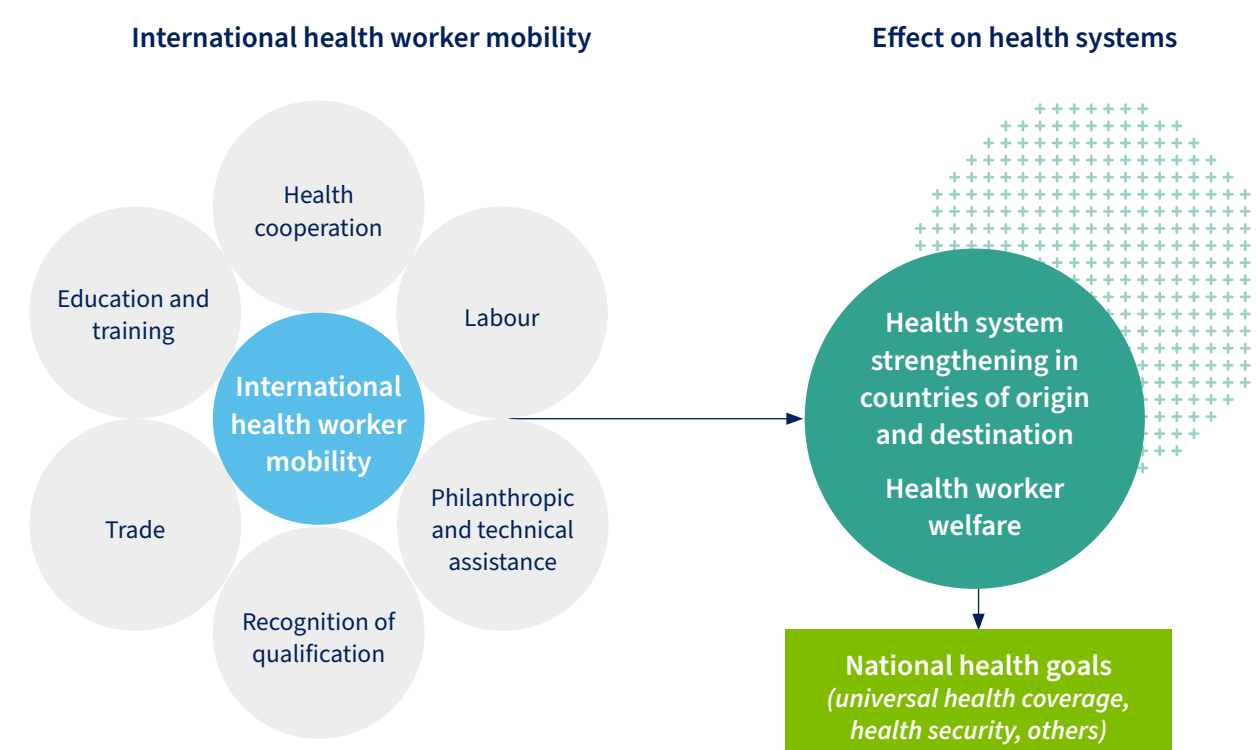 International health worker mobility
Effect on health systems
Health
cooperation
Education and
training
Labour
International
health worker
mobility
Trade
Philanthropic
and technical
assistance
Recognition of
qualification
Health system
strengthening in
countries of origin
and destination
Health worker
welfare
National health goals
(universal health coverage,
health security, others)